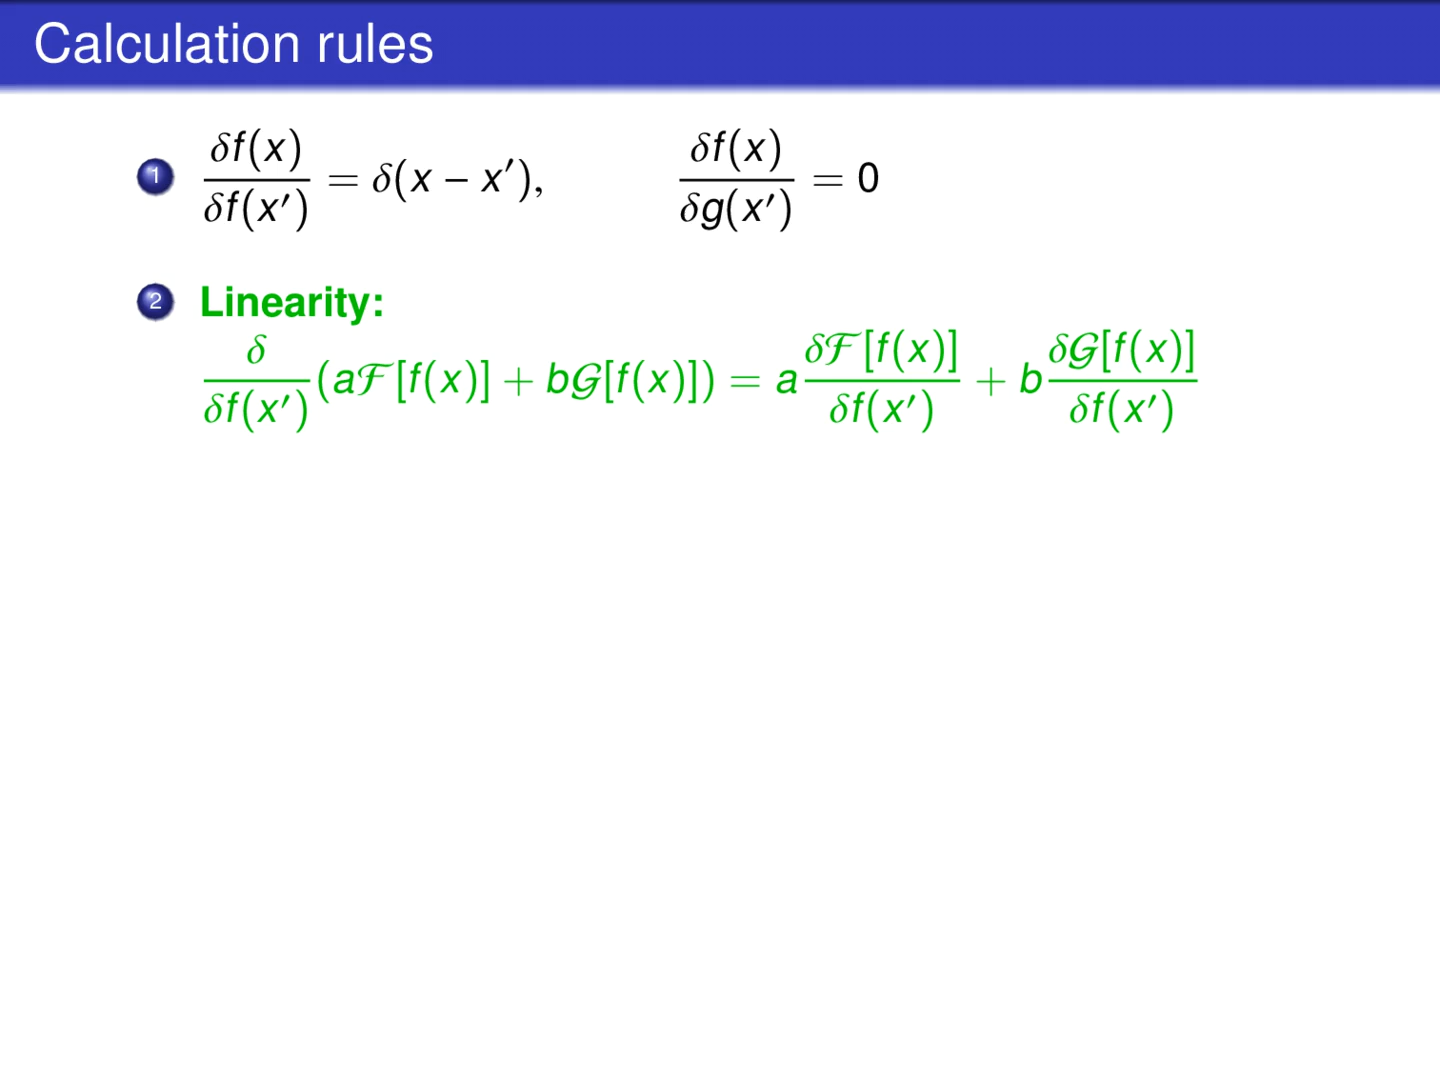 Calculation rules
1 δf(x)/δf(x′) = δ(x − x′), δf(x)/δg(x′) = 0
2 Linearity:
δ/δf(x′) (aℱ[f(x)] + b𝒢[f(x)]) = a δℱ[f(x)]/δf(x′) + b δ𝒢[f(x)]/δf(x′)